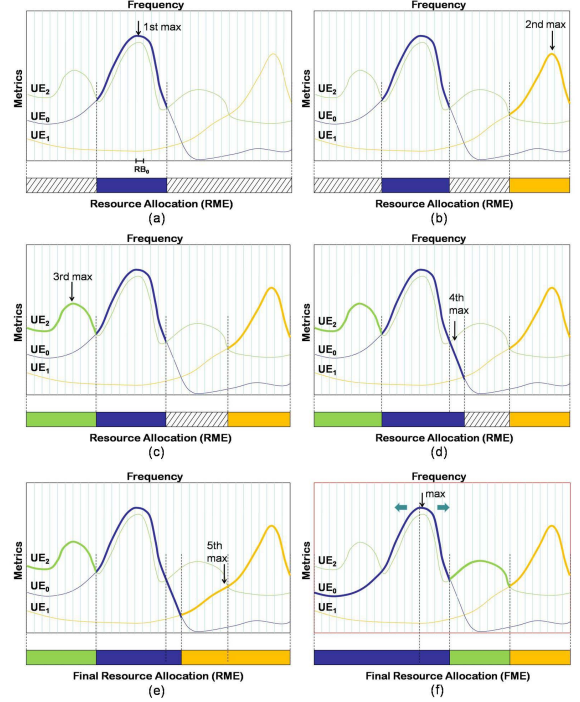 Frequency
1st max
Metrics
UE2
UE0
UE1
RB0
Resource Allocation (RME)
(a)
Frequency
2nd max
Metrics
UE2
UE0
UE1
Resource Allocation (RME)
(b)
Frequency
3rd max
Metrics
UE2
UE0
UE1
Resource Allocation (RME)
(c)
Frequency
4th
max
Metrics
UE2
UE0
UE1
Resource Allocation (RME)
(d)
Frequency
5th
max
Metrics
UE2
UE0
UE1
Final Resource Allocation (RME)
(e)
Frequency
max
Metrics
UE2
UE0
UE1
Final Resource Allocation (FME)
(f)